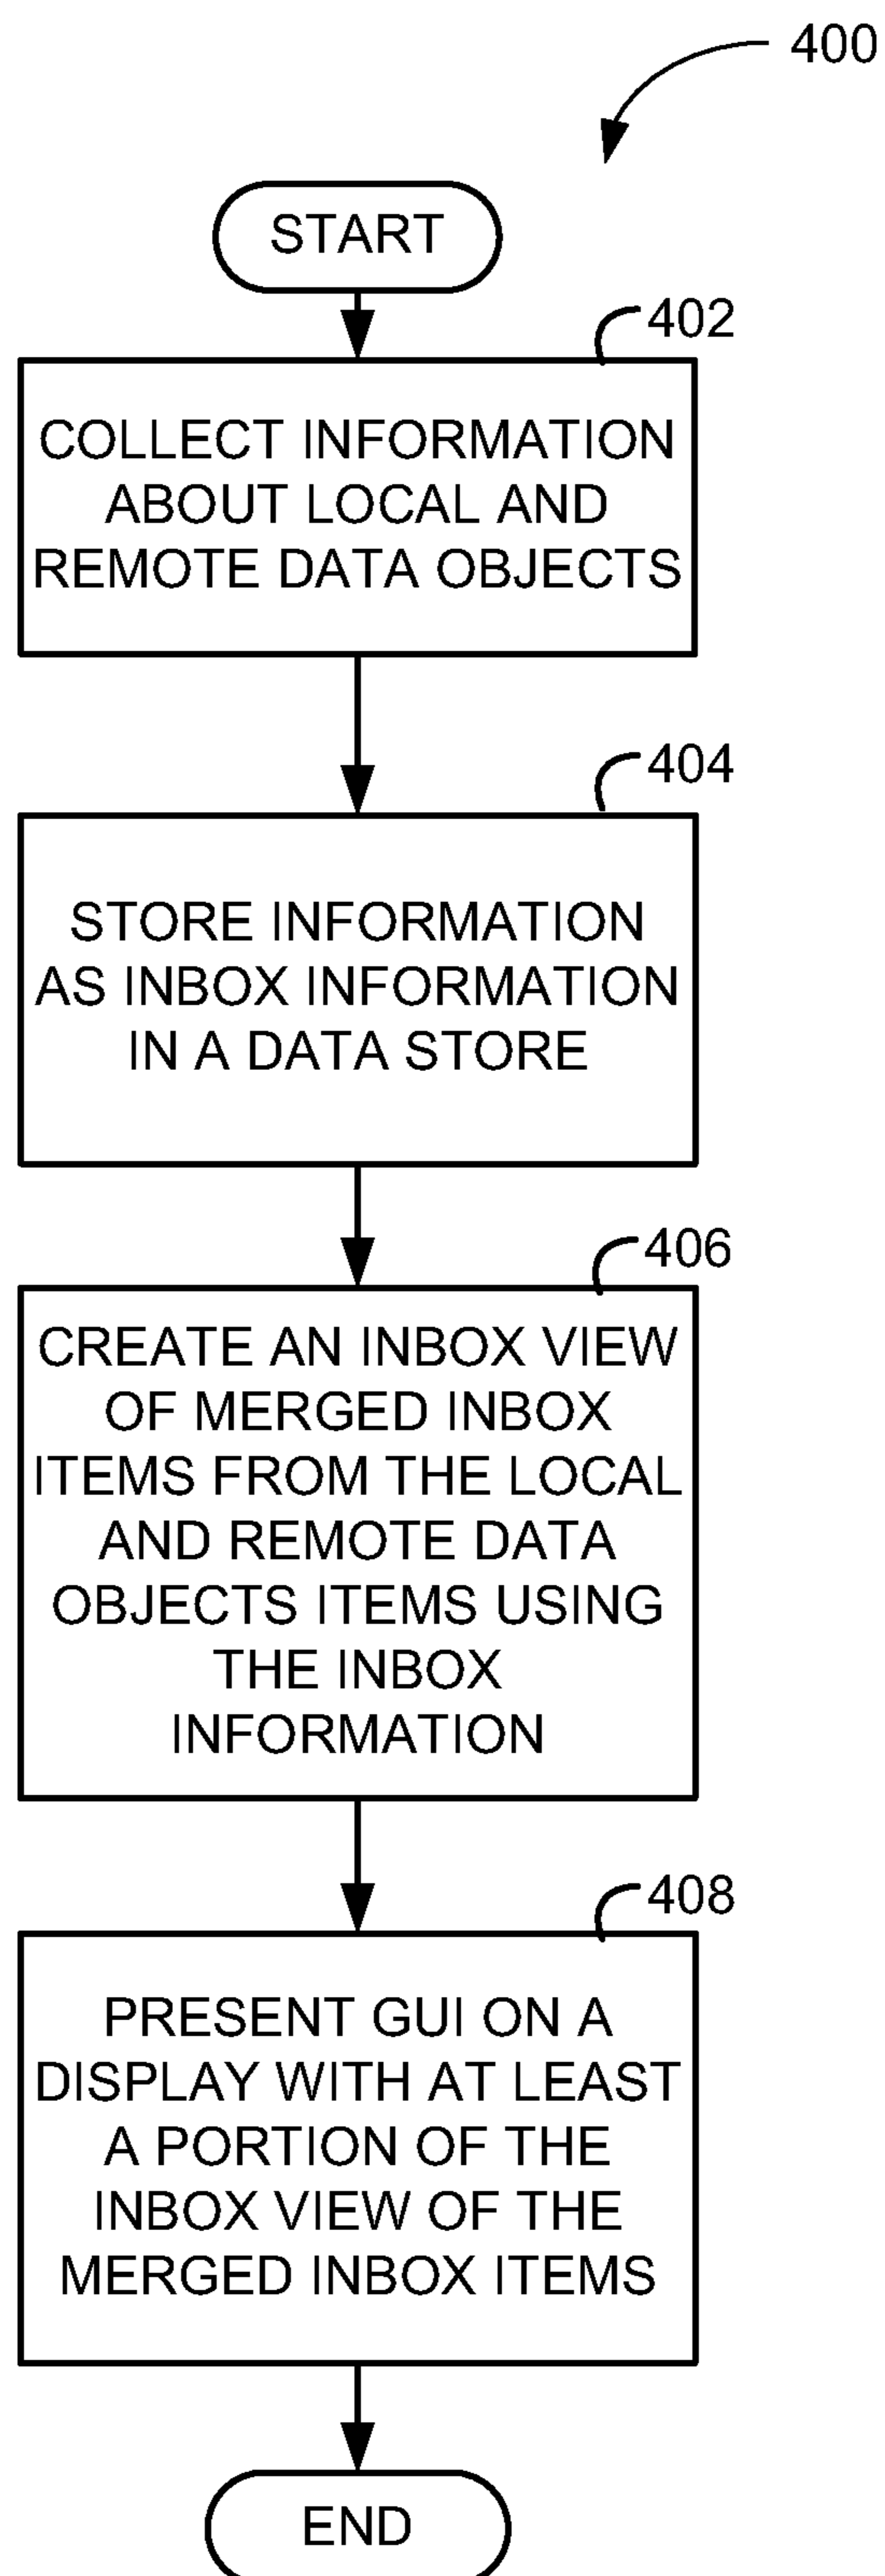 400
START
402
COLLECT INFORMATION
ABOUT LOCAL AND
REMOTE DATA OBJECTS
404
STORE INFORMATION
AS INBOX INFORMATION
IN A DATA STORE
406
CREATE AN INBOX VIEW
OF MERGED INBOX
ITEMS FROM THE LOCAL
AND REMOTE DATA
OBJECTS ITEMS USING
THE INBOX
INFORMATION
408
PRESENT GUI ON A
DISPLAY WITH AT LEAST
A PORTION OF THE
INBOX VIEW OF THE
MERGED INBOX ITEMS
END